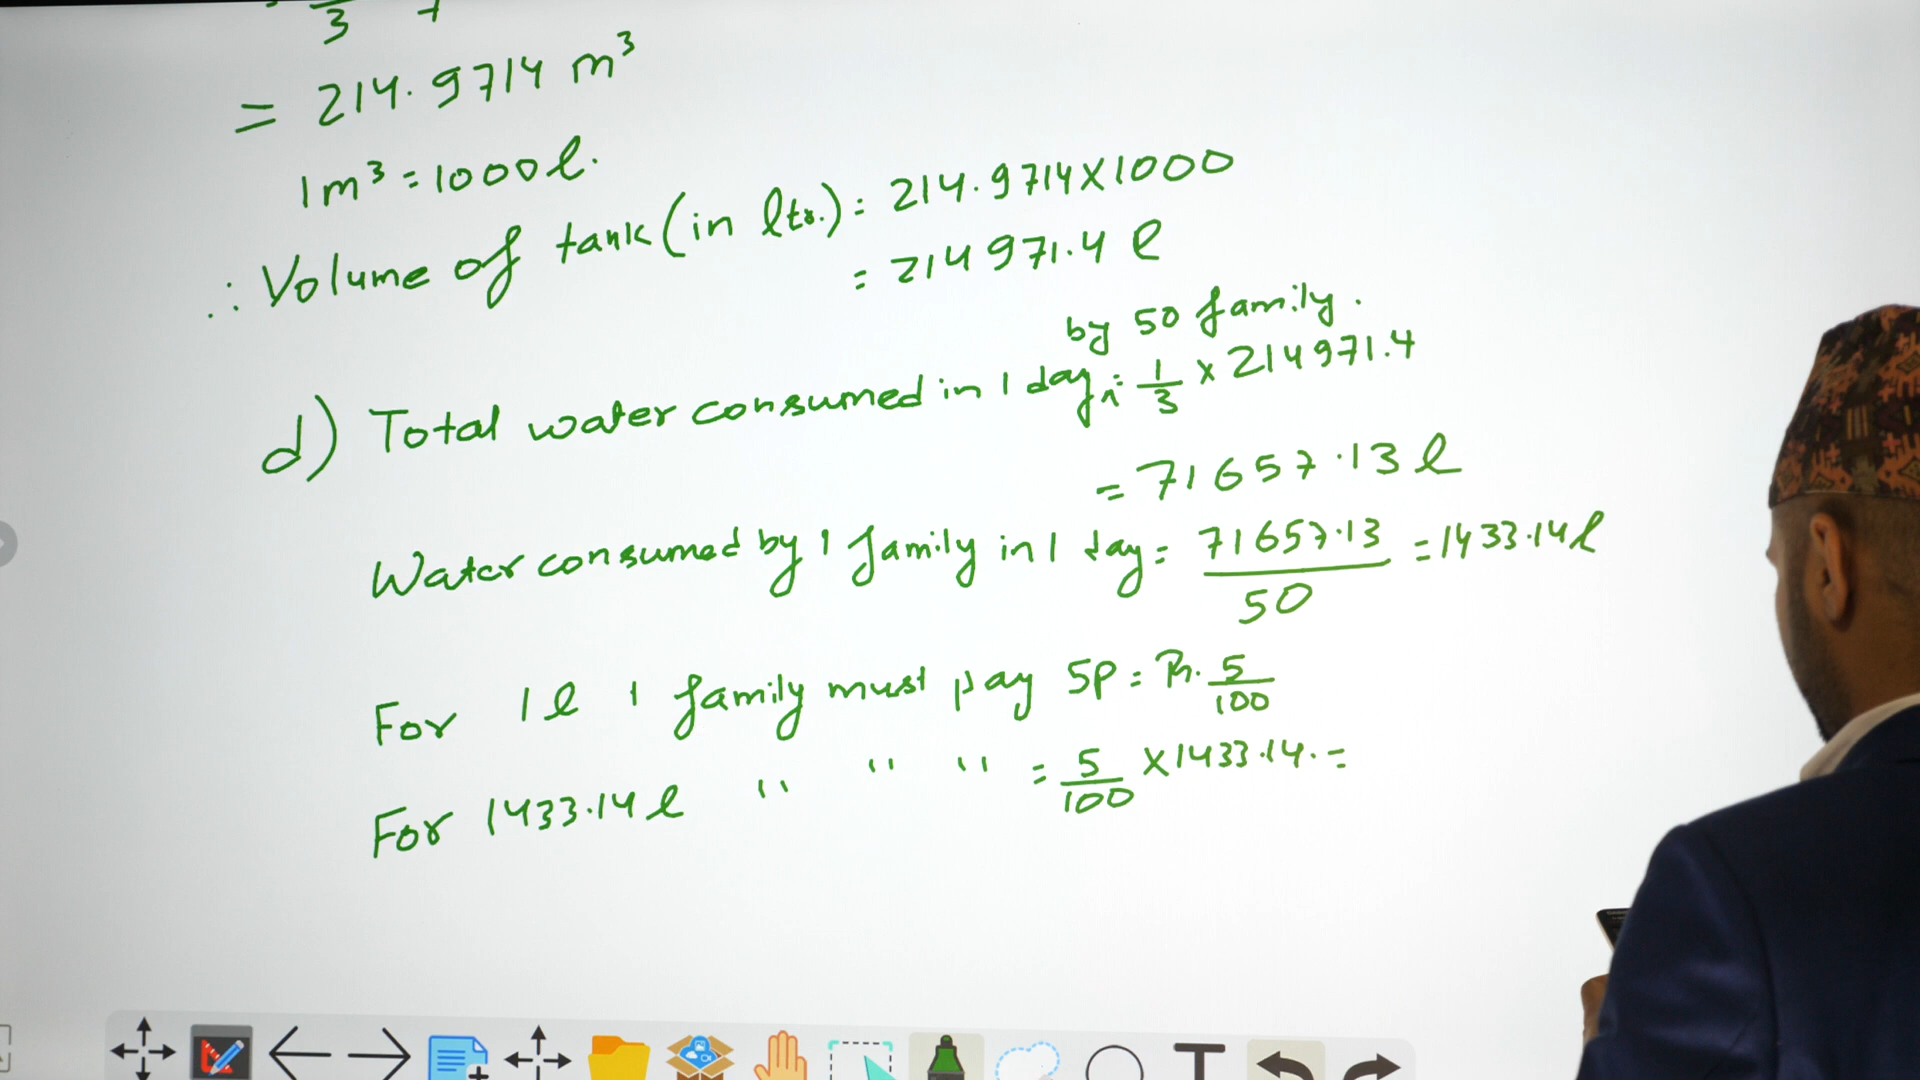 3 7
= 214.9714 m³
1m³ = 1000 l.
∴ Volume of tank (in lts.) = 214.9714 X 1000
= 214971.4 l
by 50 family.
d) Total water consumed in 1 day = 1/3 x 214971.4
= 71657.13 l
Water consumed by 1 family in 1 day = 71657.13/50 = 1433.14 l
For 1 l 1 family must pay 5P = Rs. 5/100
For 1433.14 l " " " = 5/100 X 1433.14. =
T